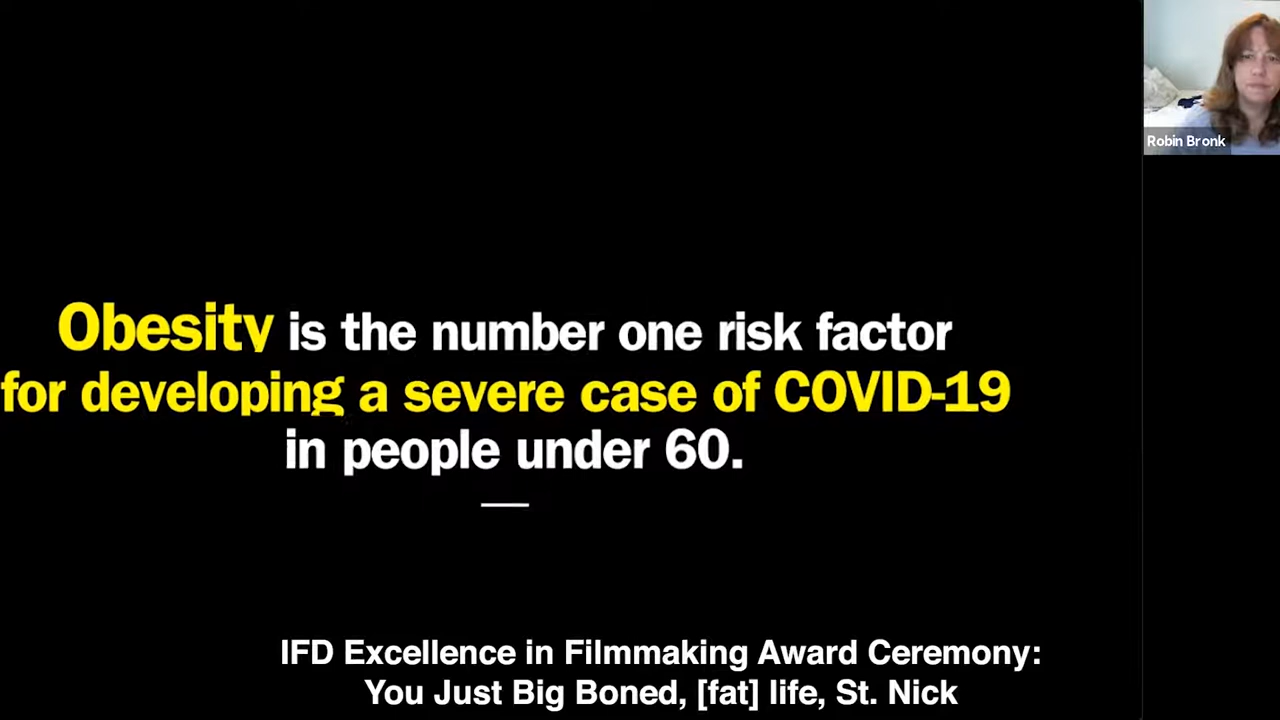 Robin Bronk
Obesity is the number one risk factor
for developing a severe case of COVID-19
in people under 60.
IFD Excellence in Filmmaking Award Ceremony:
You Just Big Boned, [fat] life, St. Nick